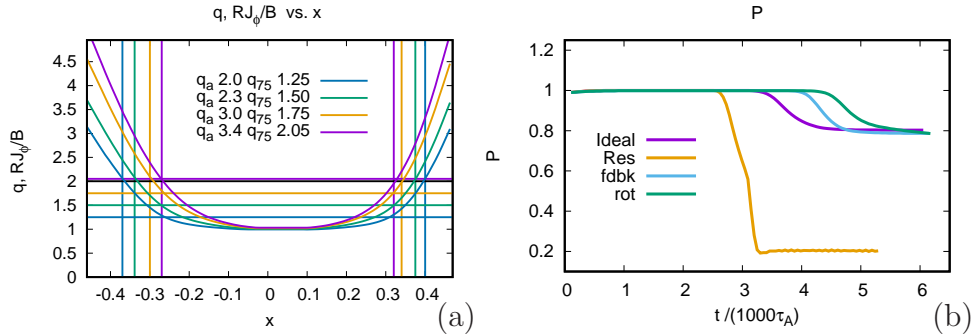 q, RJϕ/B vs. x
q, RJϕ/B
4.5
4
3.5
3
2.5
2
1.5
1
0.5
0
qa 2.0 q75 1.25
qa 2.3 q75 1.50
qa 3.0 q75 1.75
qa 3.4 q75 2.05
-0.4 -0.3 -0.2 -0.1 0 0.1 0.2 0.3 0.4
x
(a)
P
P
1.2
1
0.8
0.6
0.4
0.2
Ideal
Res
fdbk
rot
0 1 2 3 4 5 6
t /(1000τA)
(b)